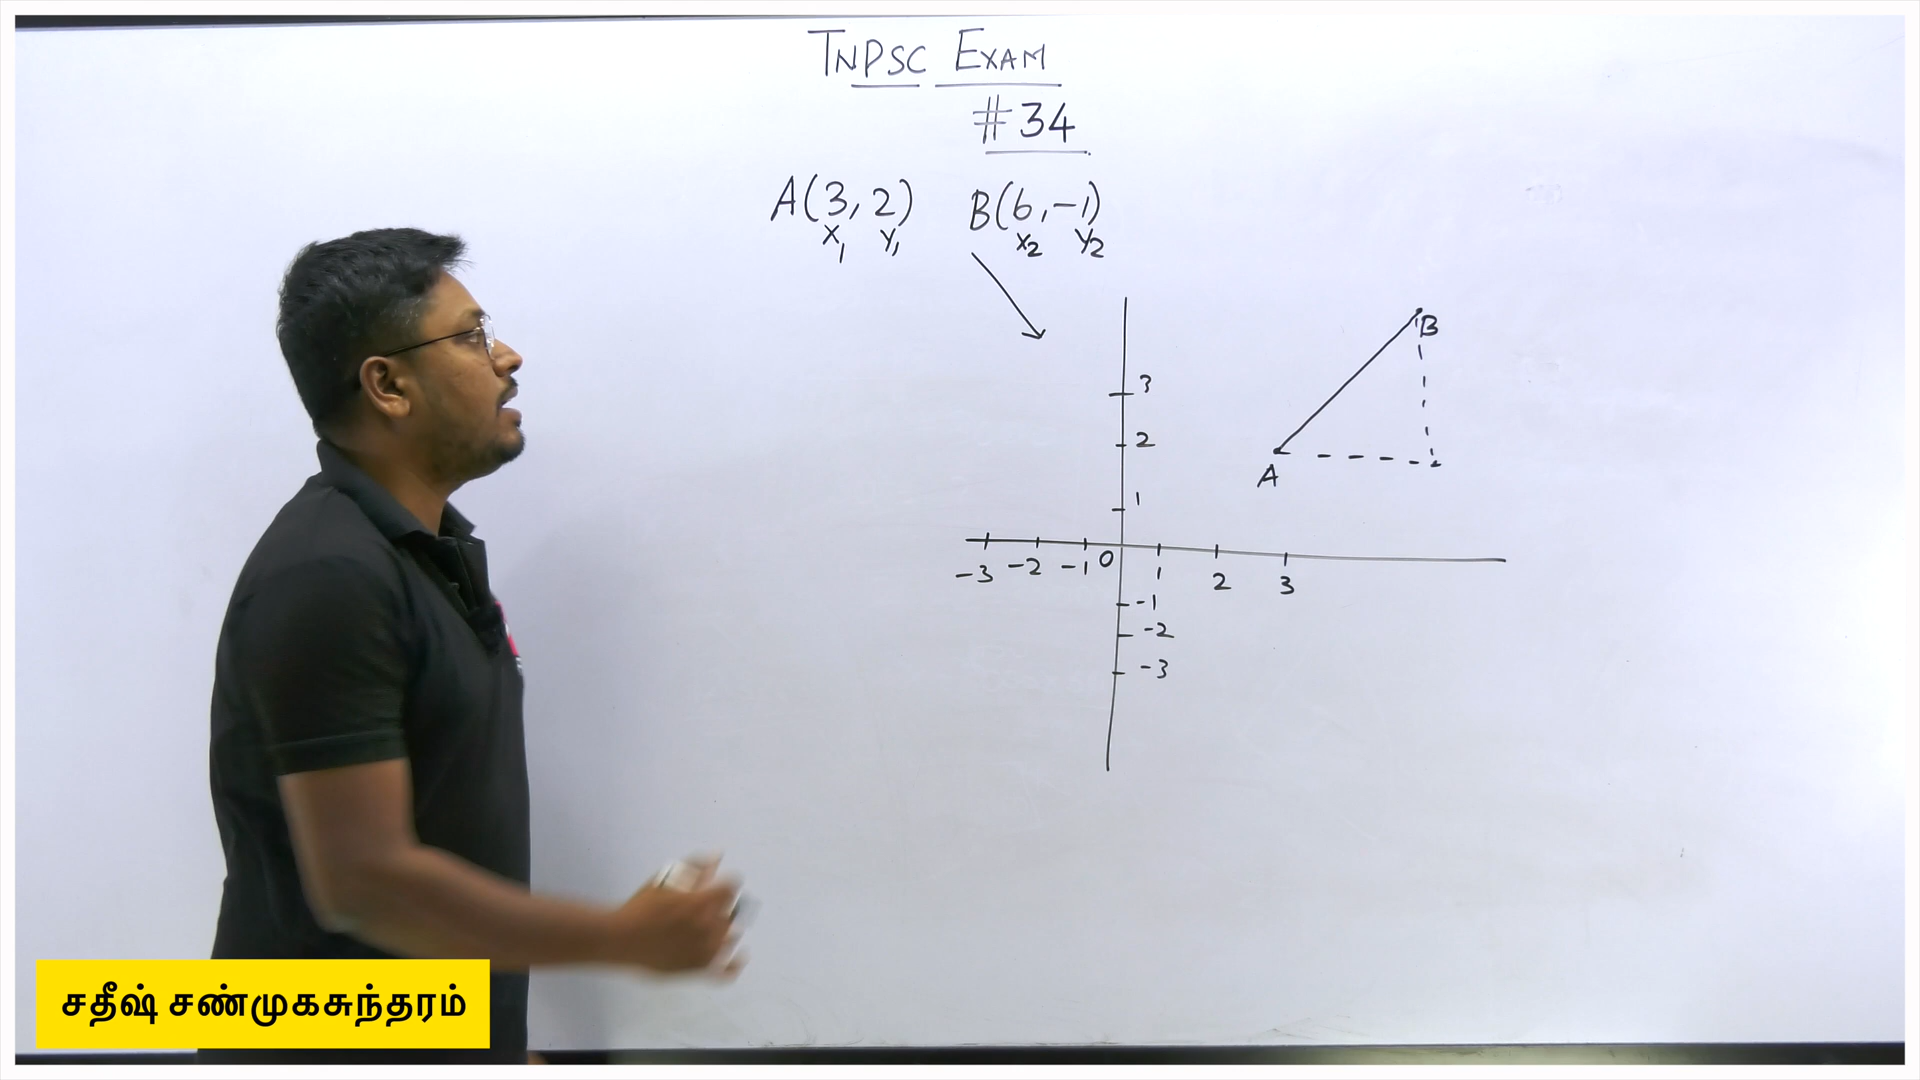 TNPSC EXAM
#34
A(3, 2) B(6, -1)
x1 y1 x2 y2
B
3
2
A
1
-3 -2 -1 0 1 2 3
-1
-2
-3
சதீஷ் சண்முகசுந்தரம்